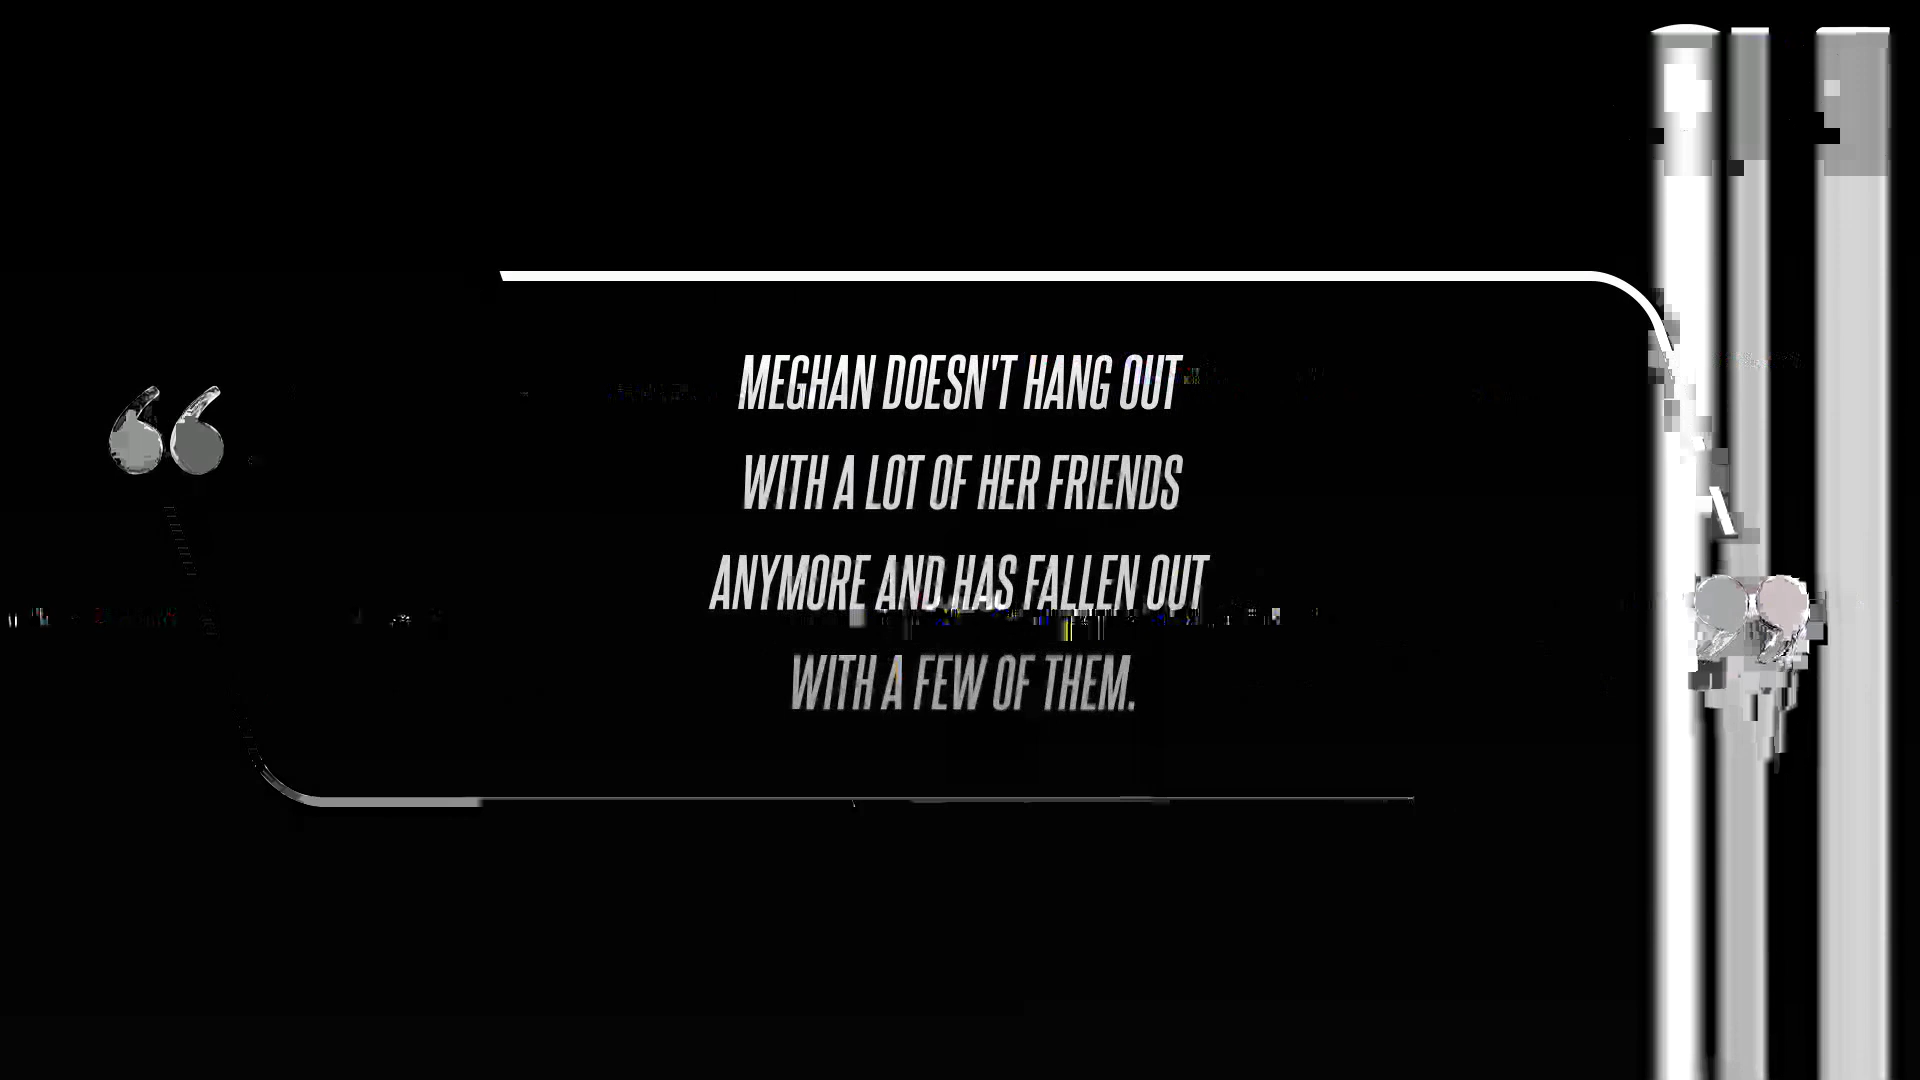 MEGHAN DOESN'T HANG OUT
WITH A LOT OF HER FRIENDS
ANYMORE AND HAS FALLEN OUT
WITH A FEW OF THEM.